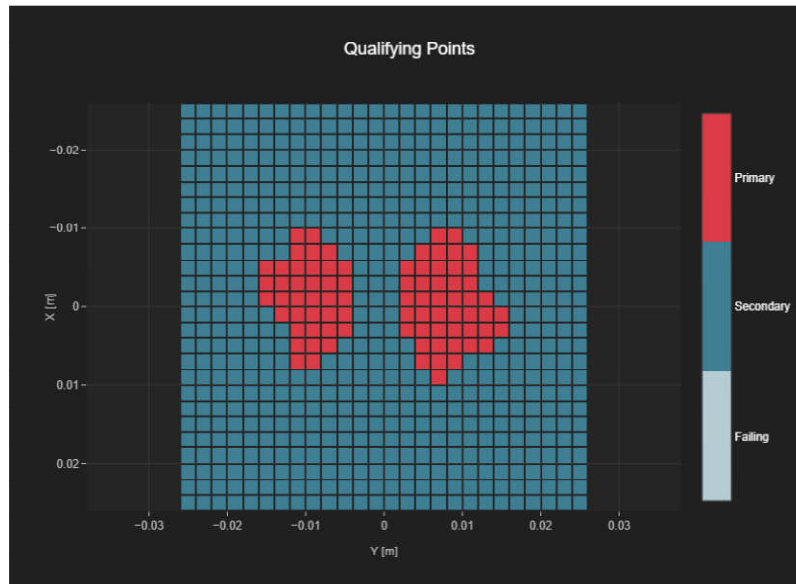 Qualifying Points
−0.02
−0.01
0
0.01
0.02
X [m]
−0.03
−0.02
−0.01
0
0.01
0.02
0.03
Y [m]
Primary
Secondary
Failing